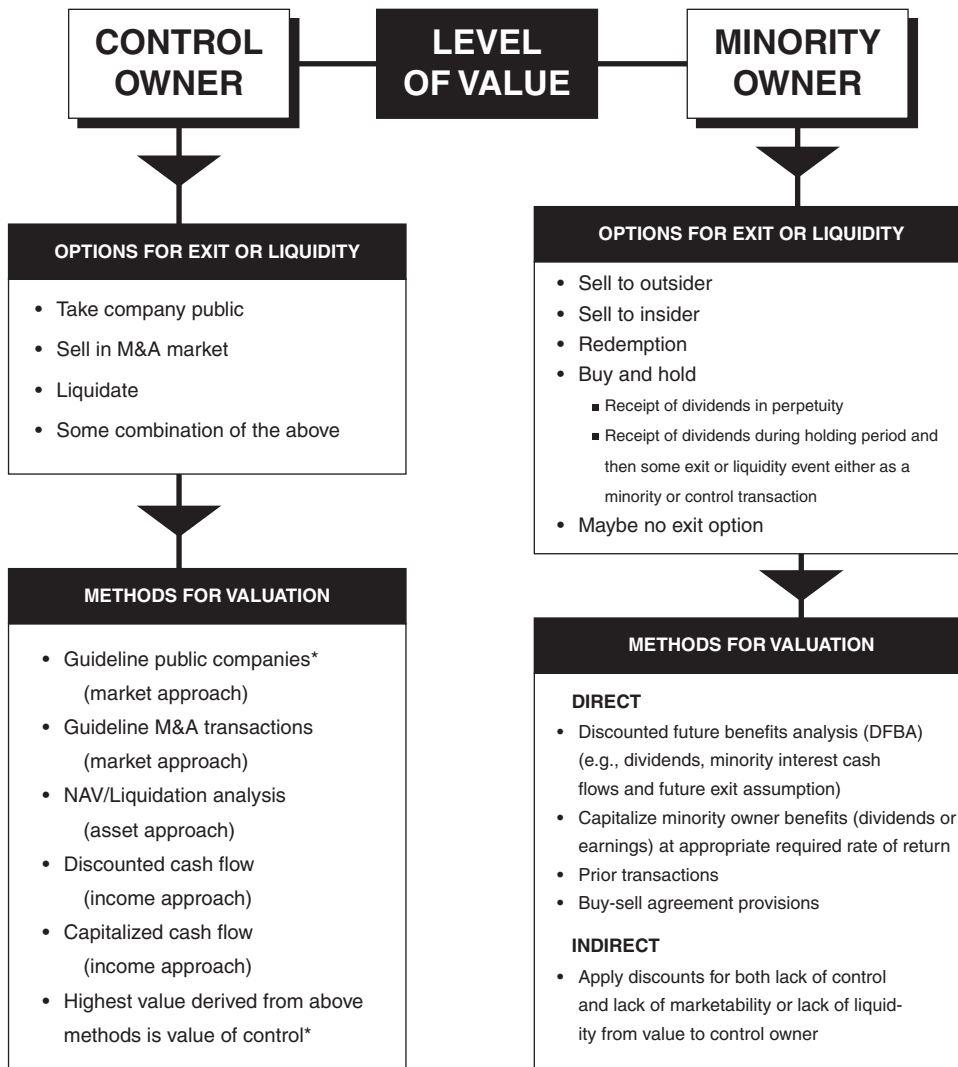 CONTROL
OWNER
LEVEL
OF VALUE
MINORITY
OWNER
OPTIONS FOR EXIT OR LIQUIDITY
• Take company public
• Sell in M&A market
• Liquidate
• Some combination of the above
METHODS FOR VALUATION
• Guideline public companies*
(market approach)
• Guideline M&A transactions
(market approach)
• NAV/Liquidation analysis
(asset approach)
• Discounted cash flow
(income approach)
• Capitalized cash flow
(income approach)
• Highest value derived from above
methods is value of control*
OPTIONS FOR EXIT OR LIQUIDITY
• Sell to outsider
• Sell to insider
• Redemption
• Buy and hold
■ Receipt of dividends in perpetuity
■ Receipt of dividends during holding period and
then some exit or liquidity event either as a
minority or control transaction
• Maybe no exit option
METHODS FOR VALUATION
DIRECT
• Discounted future benefits analysis (DFBA)
(e.g., dividends, minority interest cash
flows and future exit assumption)
• Capitalize minority owner benefits (dividends or
earnings) at appropriate required rate of return
• Prior transactions
• Buy-sell agreement provisions
INDIRECT
• Apply discounts for both lack of control
and lack of marketability or lack of liquid-
ity from value to control owner